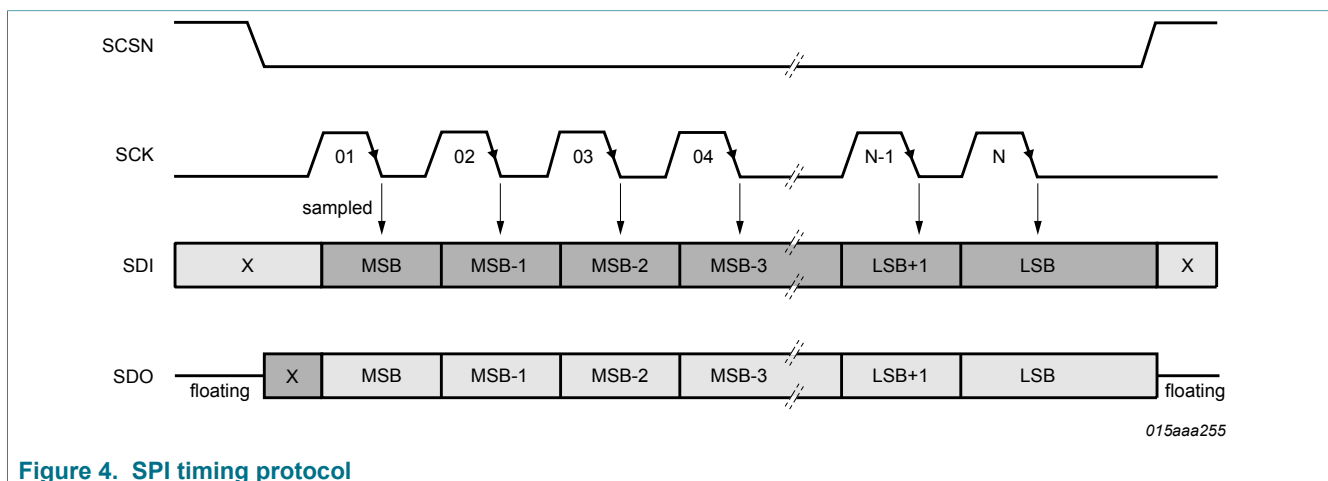 SCSN
SCK 01 02 03 04 N-1 N
sampled
SDI X MSB MSB-1 MSB-2 MSB-3 LSB+1 LSB X
SDO X MSB MSB-1 MSB-2 MSB-3 LSB+1 LSB
floating floating
015aaa255
Figure 4. SPI timing protocol